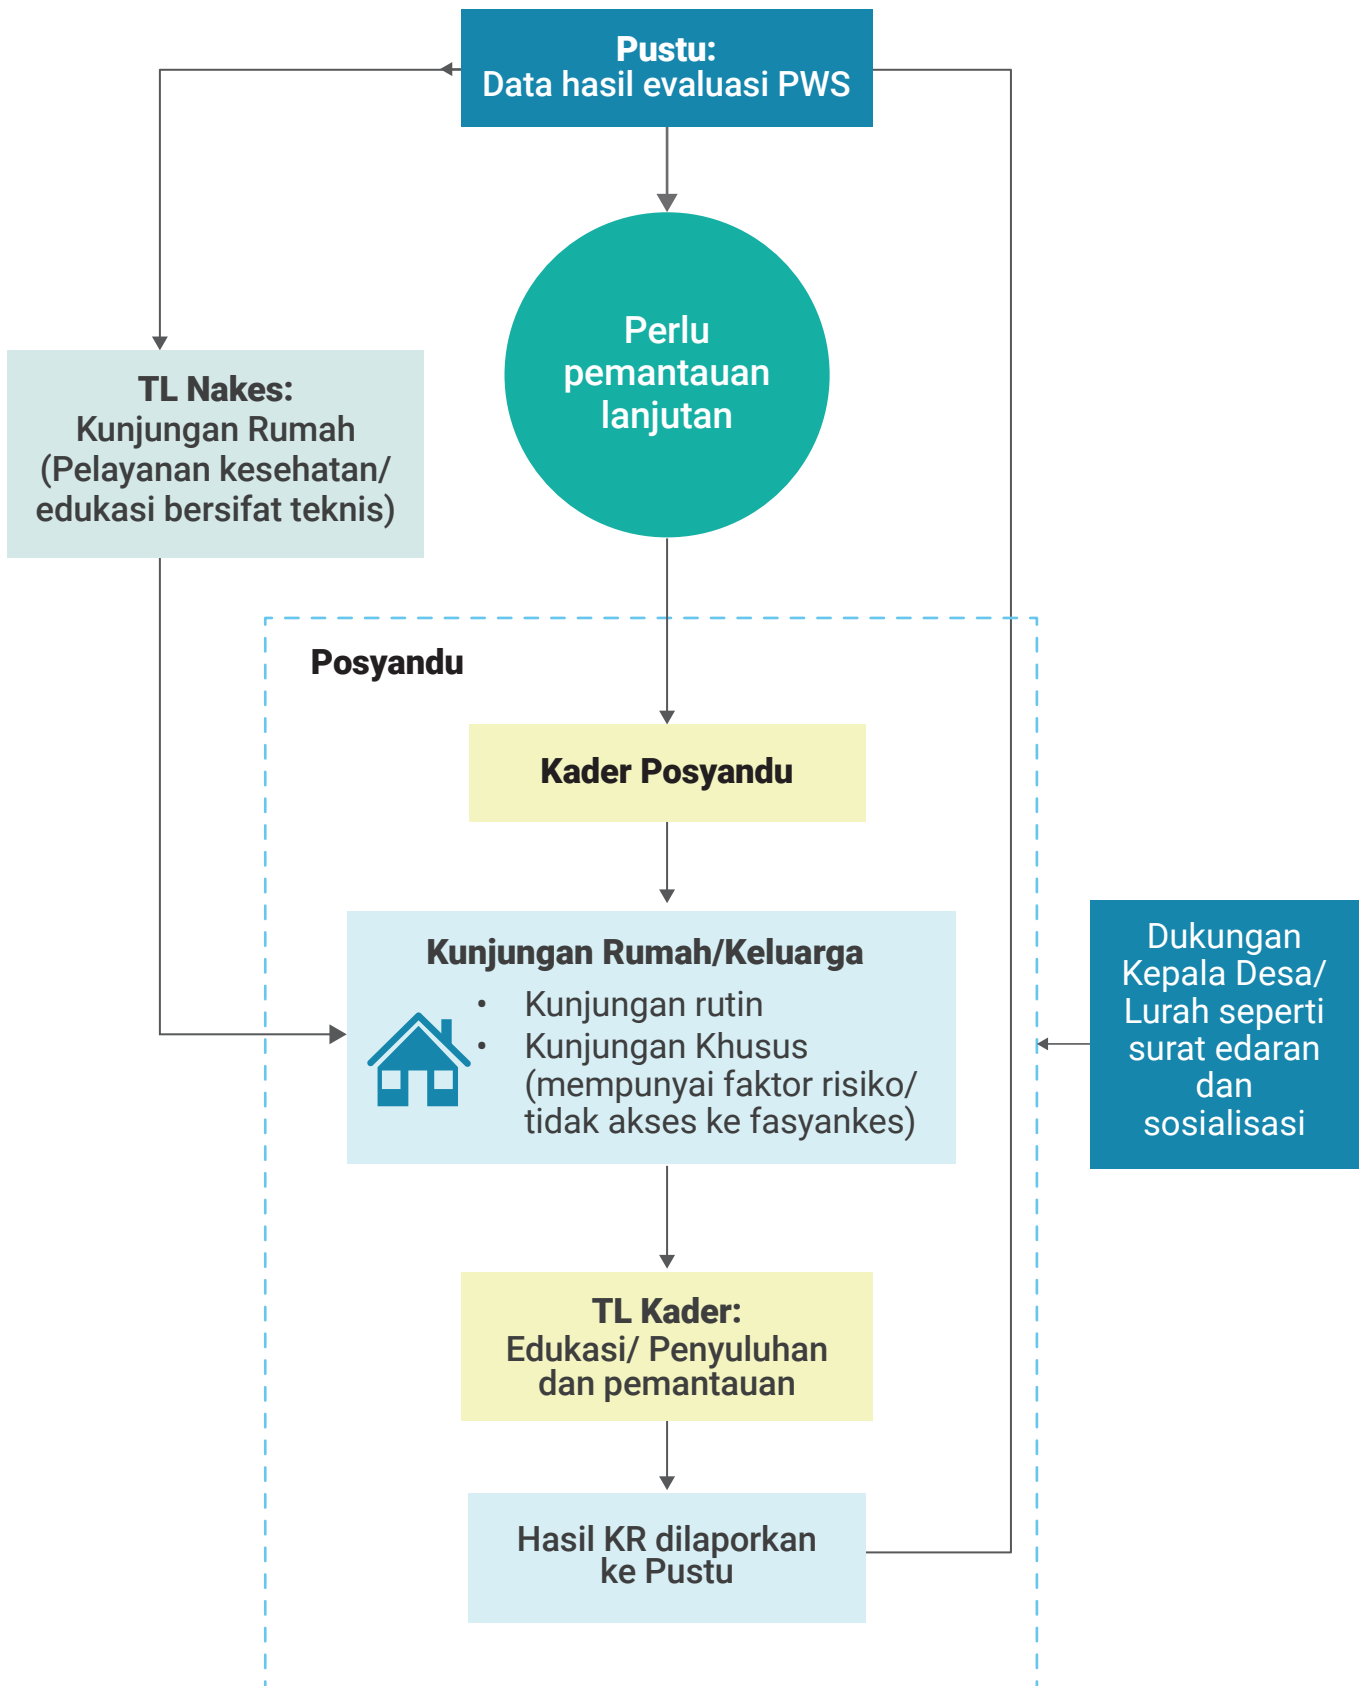 Pustu:
Data hasil evaluasi PWS
Perlu
pemantauan
lanjutan
TL Nakes:
Kunjungan Rumah
(Pelayanan kesehatan/
edukasi bersifat teknis)
Posyandu
Kader Posyandu
Kunjungan Rumah/Keluarga
• Kunjungan rutin
• Kunjungan Khusus
(mempunyai faktor risiko/
tidak akses ke fasyankes)
Dukungan
Kepala Desa/
Lurah seperti
surat edaran
dan
sosialisasi
TL Kader:
Edukasi/ Penyuluhan
dan pemantauan
Hasil KR dilaporkan
ke Pustu